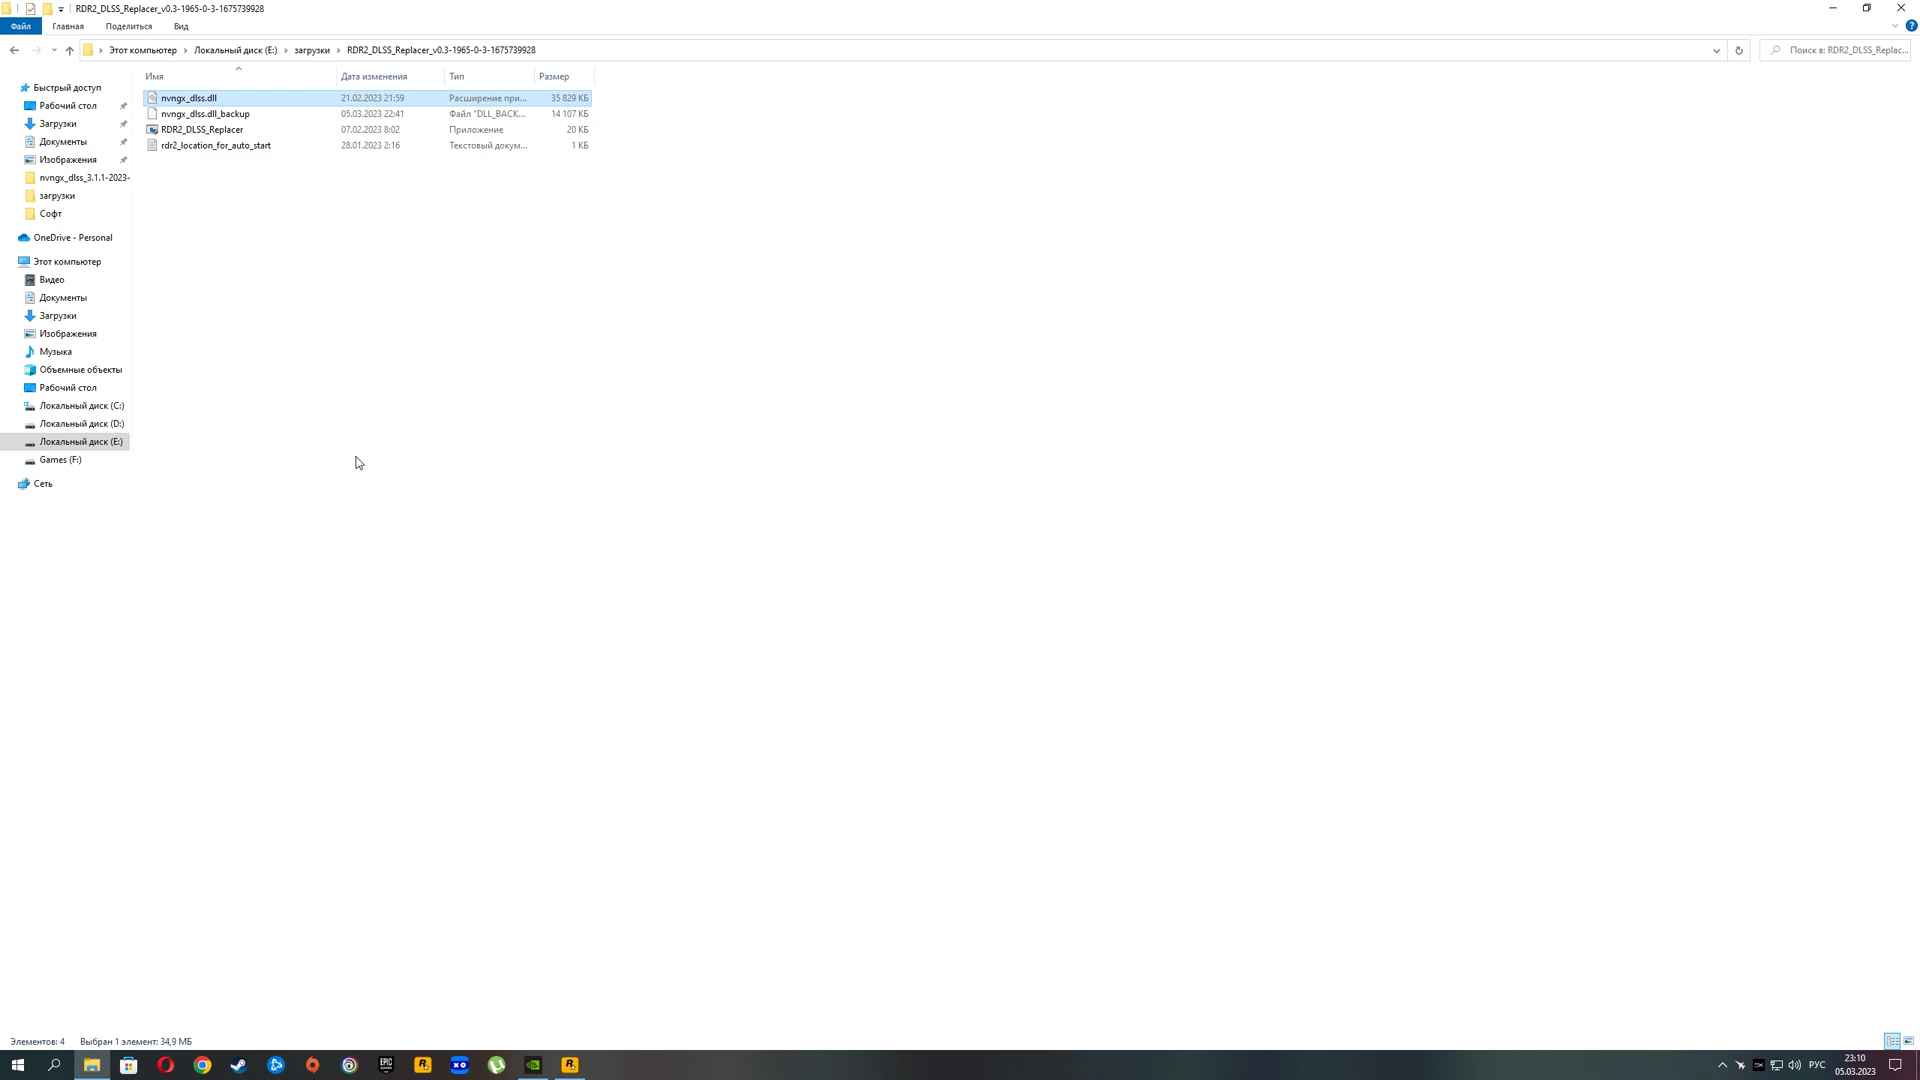 RDR2_DLSS_Replacer_v0.3-1965-0-3-1675739928
Файл Главная Поделиться Вид
Этот компьютер Локальный диск (E:) загрузки RDR2_DLSS_Replacer_v0.3-1965-0-3-1675739928 Поиск в: RDR2_DLSS_Replac...
Имя Дата изменения Тип Размер
nvngx_dlss.dll 21.02.2023 21:59 Расширение при... 35 829 КБ
nvngx_dlss.dll_backup 05.03.2023 22:41 Файл "DLL_BACK... 14 107 КБ
RDR2_DLSS_Replacer 07.02.2023 8:02 Приложение 20 КБ
rdr2_location_for_auto_start 28.01.2023 2:16 Текстовый докум... 1 КБ
Быстрый доступ
Рабочий стол
Загрузки
Документы
Изображения
nvngx_dlss_3.1.1-2023-
загрузки
Софт
OneDrive - Personal
Этот компьютер
Видео
Документы
Загрузки
Изображения
Музыка
Объемные объекты
Рабочий стол
Локальный диск (C:)
Локальный диск (D:)
Локальный диск (E:)
Games (F:)
Сеть
Элементов: 4 Выбран 1 элемент: 34,9 МБ
EPIC
XO
РУС
23:10
05.03.2023